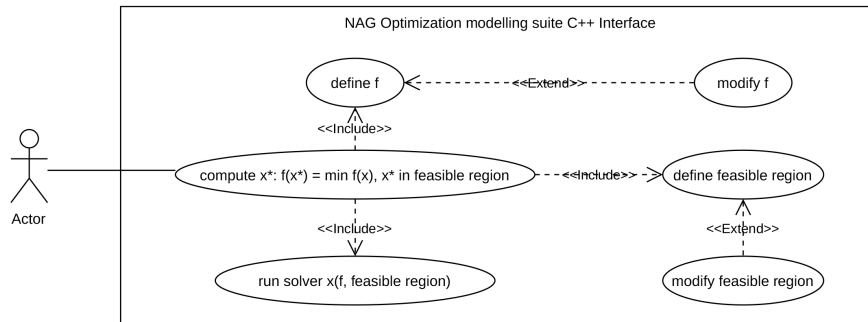 NAG Optimization modelling suite C++ Interface
define f
<<Extend>>
modify f
<<Include>>
compute x*: f(x*) = min f(x), x* in feasible region
<<Include>>
define feasible region
Actor
<<Include>>
<<Extend>>
run solver x(f, feasible region)
modify feasible region